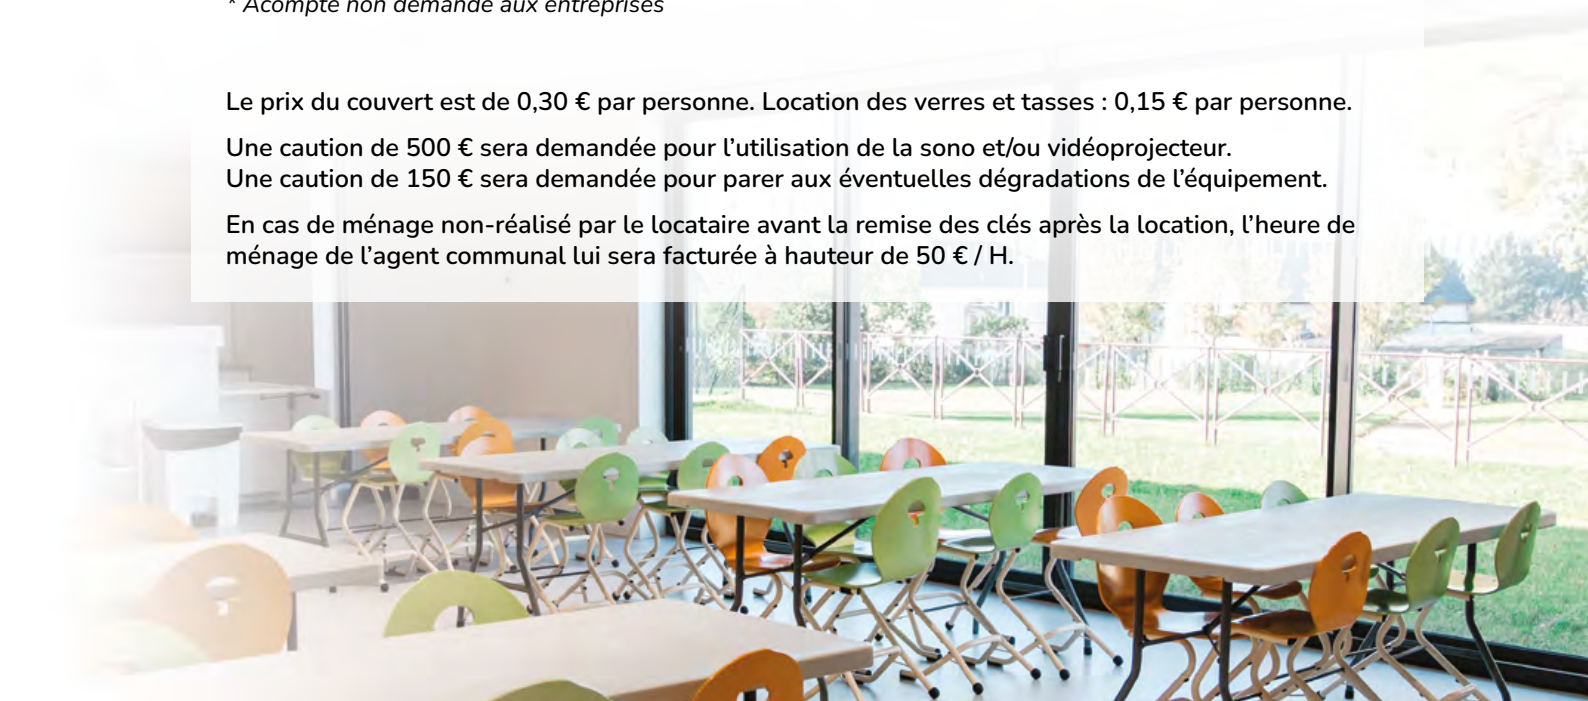 * Acompte non demandé aux entreprises
Le prix du couvert est de 0,30 € par personne. Location des verres et tasses : 0,15 € par personne.
Une caution de 500 € sera demandée pour l’utilisation de la sono et/ou vidéoprojecteur.
Une caution de 150 € sera demandée pour parer aux éventuelles dégradations de l’équipement.
En cas de ménage non-réalisé par le locataire avant la remise des clés après la location, l’heure de
ménage de l’agent communal lui sera facturée à hauteur de 50 € / H.